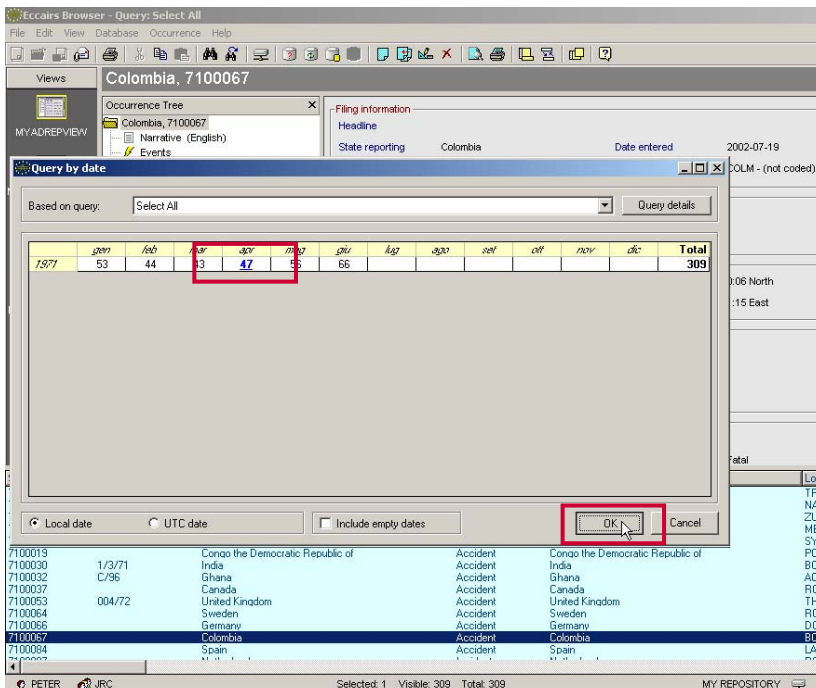 Eccairs Browser - Query: Select All
File Edit View Database Occurrence Help
Views
Colombia, 7100067
MYADREPVIEW
Occurrence Tree
Colombia, 7100067
Narrative (English)
Events
Filing information
Headline
State reporting Colombia Date entered 2002-07-19
COLM - (not coded)
Query by date
Based on query: Select All Query details
gen feb mar apr mag giu lug ago set ott nov dic Total
1971 53 44 43 47 56 66 309
:06 North
:15 East
Fatal
Local date UTC date Include empty dates OK Cancel
7100019 Congo the Democratic Republic of Accident Congo the Democratic Republic of
7100030 1/3/71 India Accident India
7100032 C/96 Ghana Accident Ghana
7100037 Canada Accident Canada
7100053 004/72 United Kingdom Accident United Kingdom
7100064 Sweden Accident Sweden
7100066 Germany Accident Germany
7100067 Colombia Accident Colombia
7100084 Spain Accident Spain
PETER JRC Selected: 1 Visible: 309 Total: 309 MY REPOSITORY